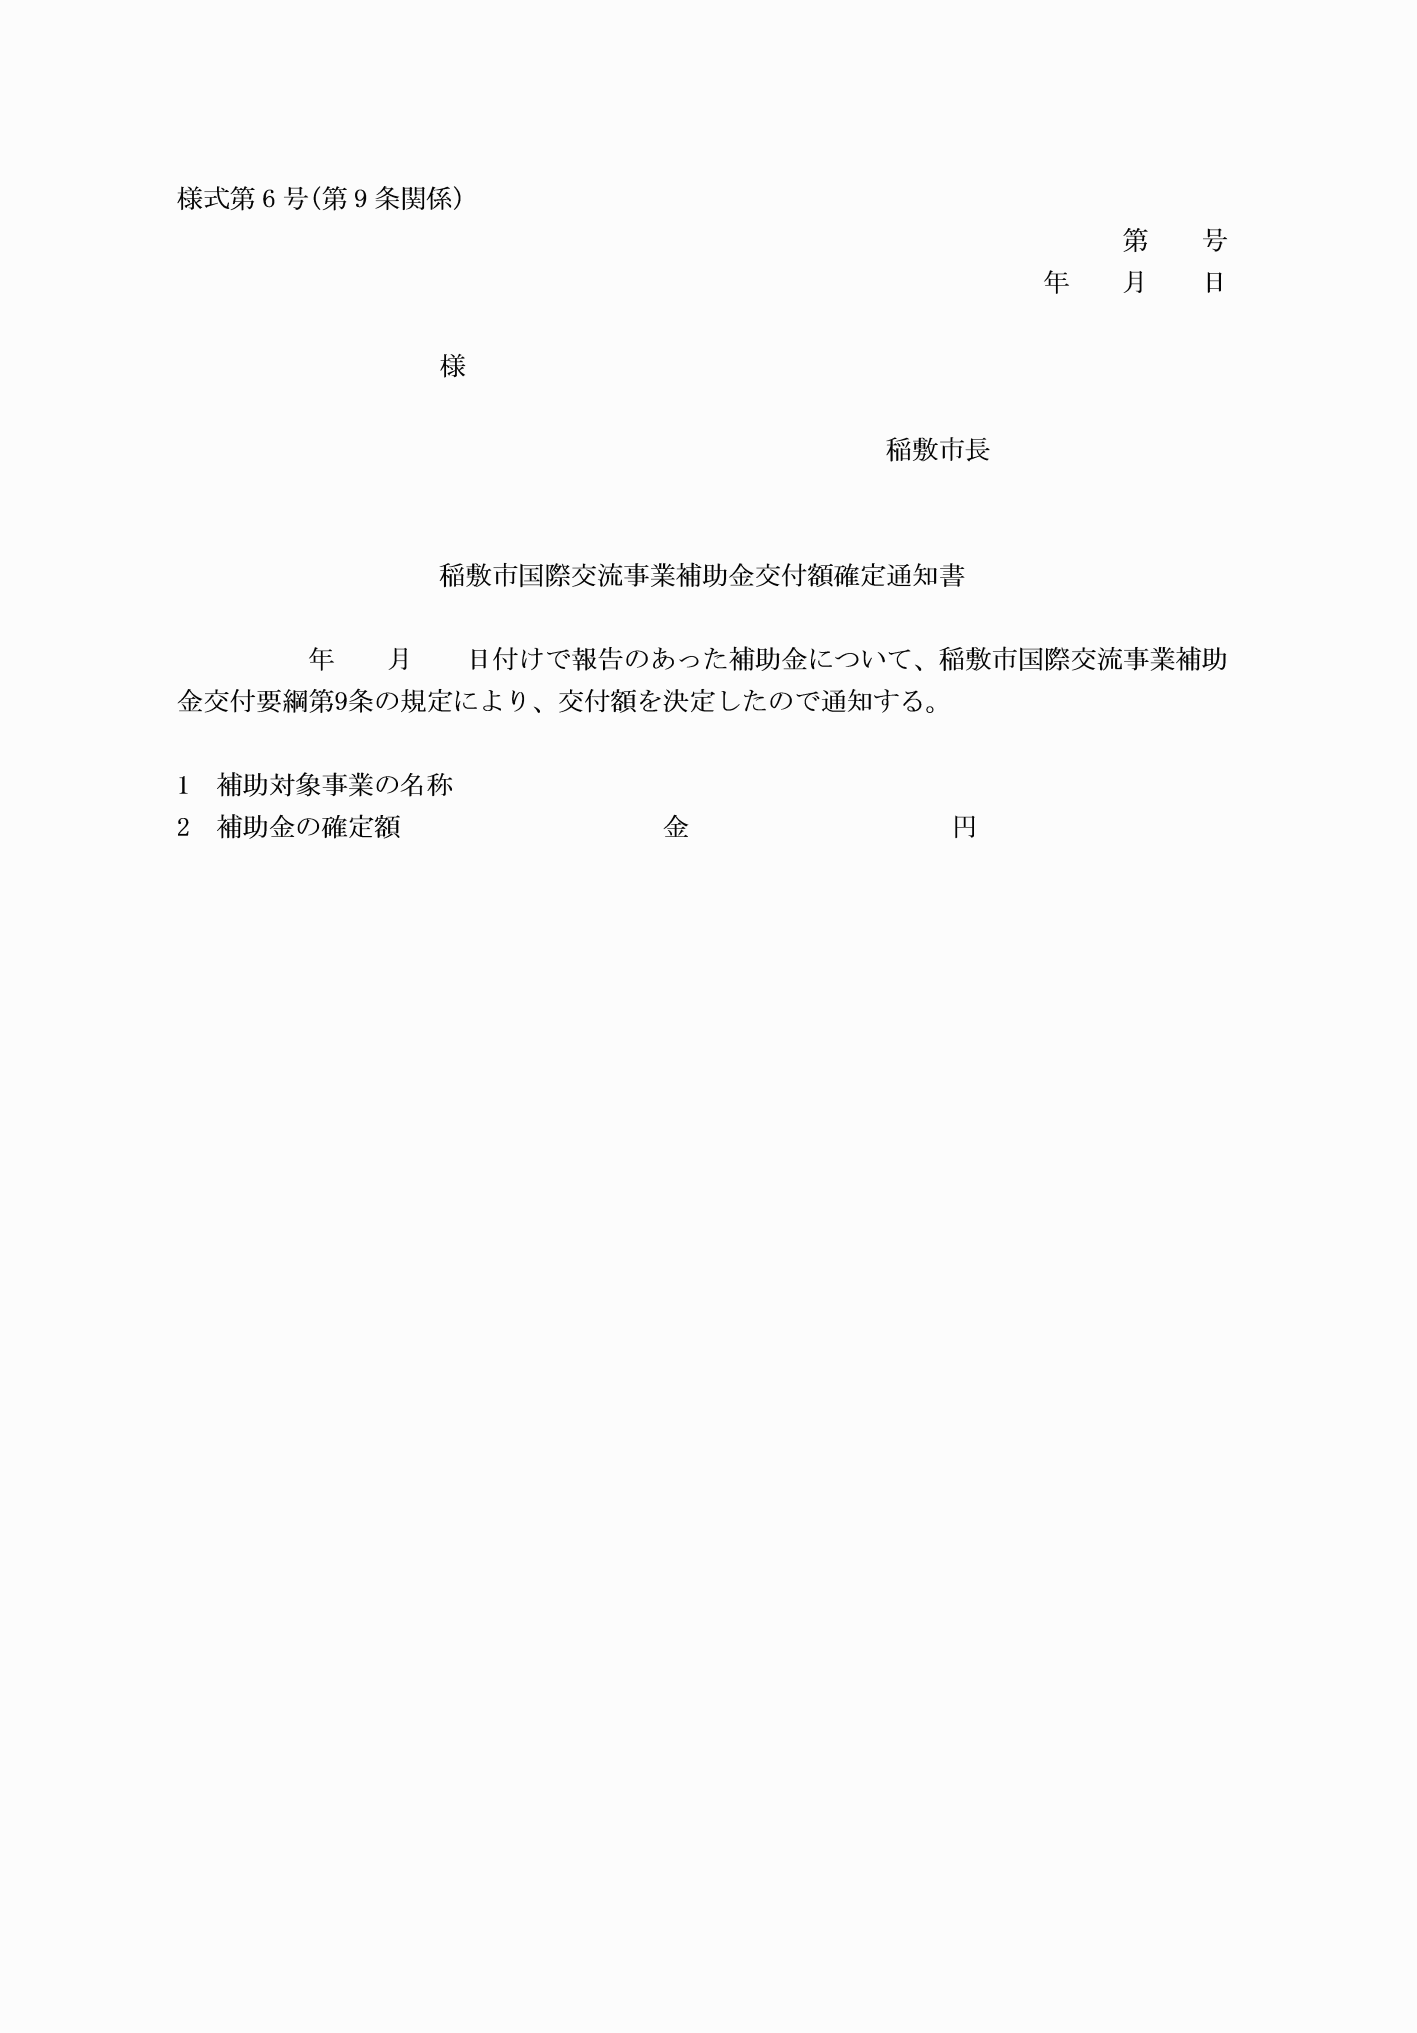 様式第6号(第9条関係)
第　　号
年　　月　　日
様
稲敷市長
稲敷市国際交流事業補助金交付額確定通知書
年　　月　　日付けで報告のあった補助金について、稲敷市国際交流事業補助
金交付要綱第9条の規定により、交付額を決定したので通知する。
1　補助対象事業の名称
2　補助金の確定額　　　　　　　　　　金　　　　　　　　　　円